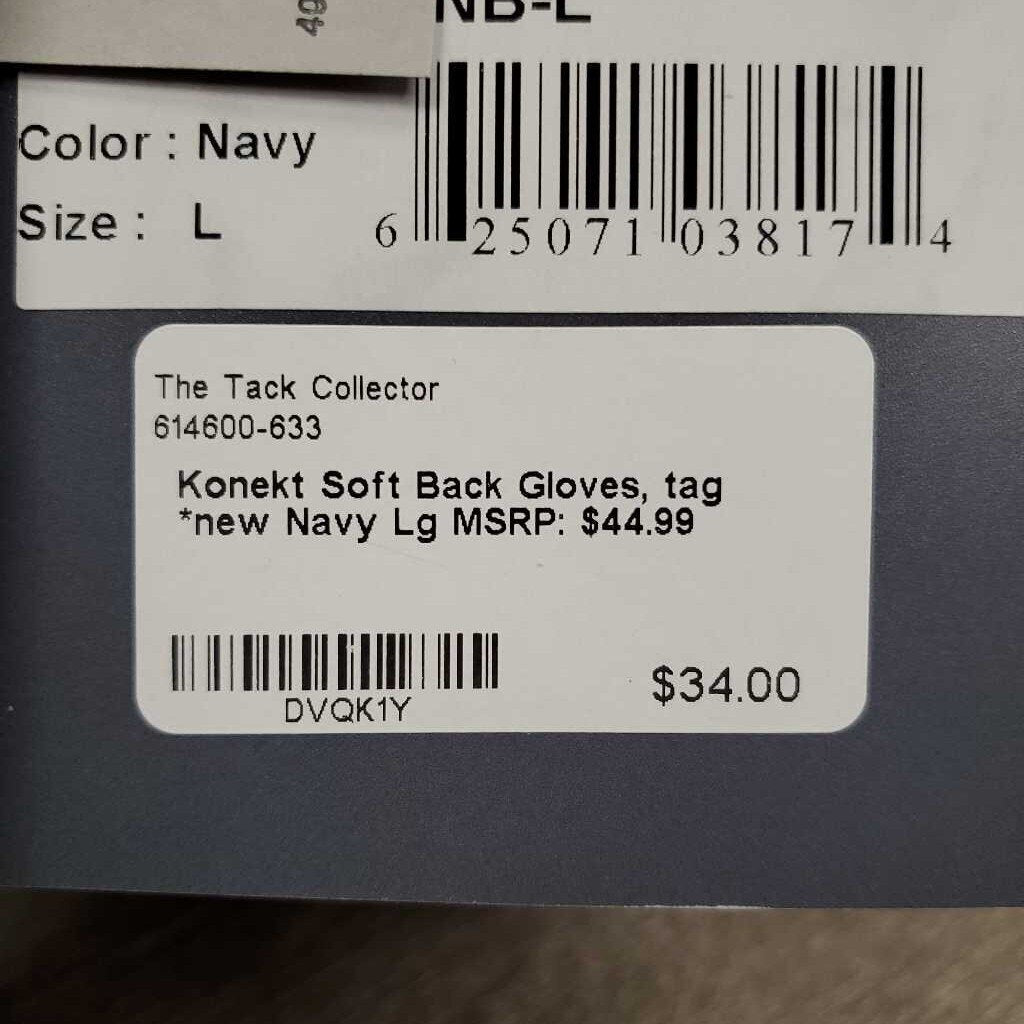 49
NB-L
Color : Navy
Size : L
6 25071 03817 4
The Tack Collector
614600-633
Konekt Soft Back Gloves, tag
*new Navy Lg MSRP: $44.99
DVQK1Y
$34.00